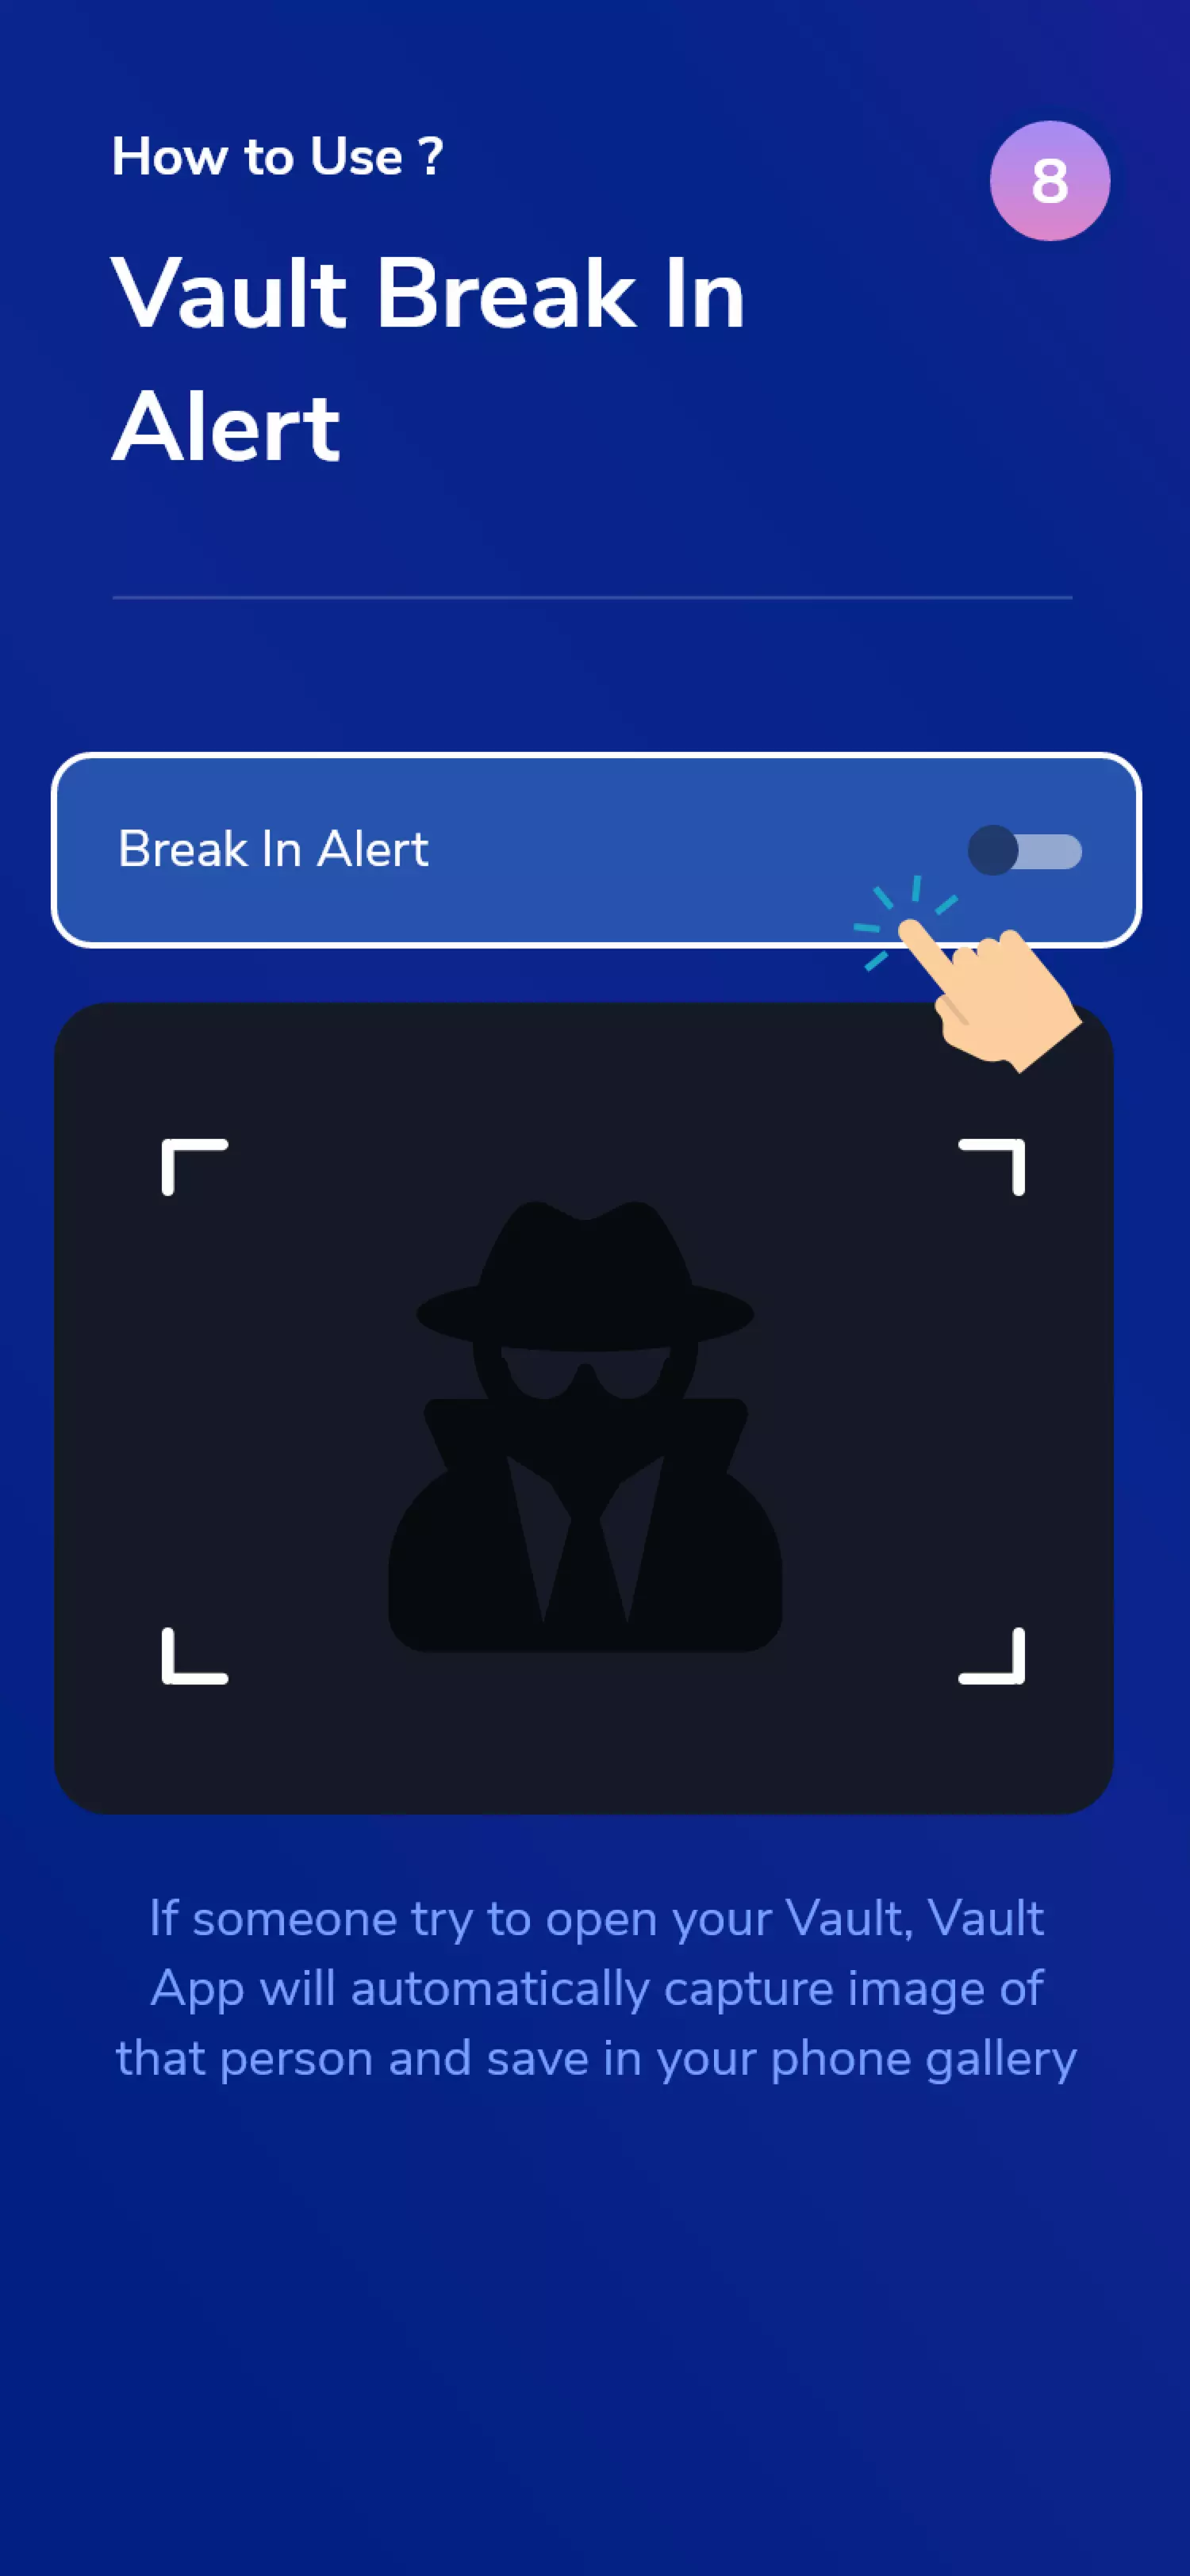 How to Use ?
8
Vault Break In
Alert
Break In Alert
If someone try to open your Vault, Vault
App will automatically capture image of
that person and save in your phone gallery